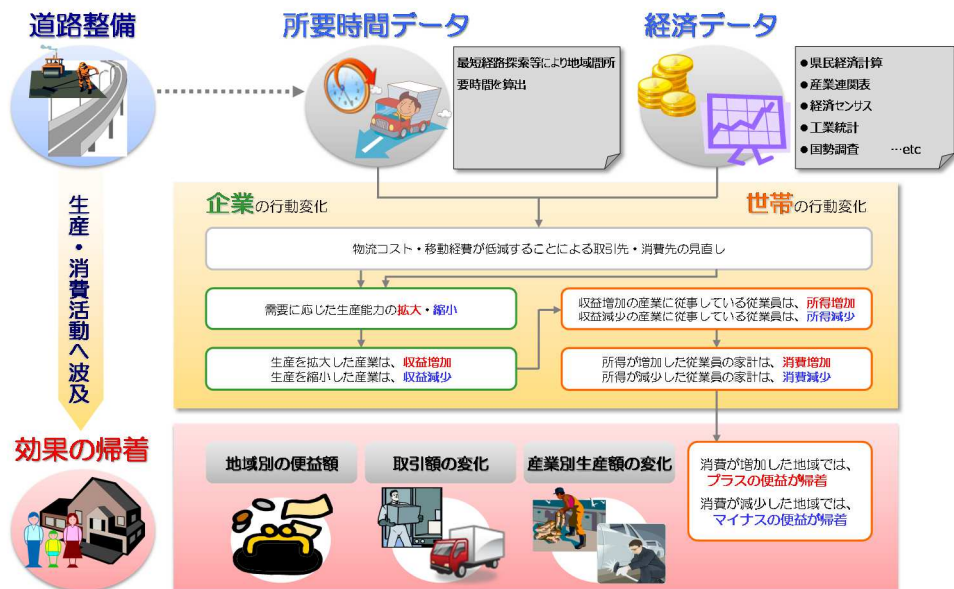 道路整備
所要時間データ
経済データ
最短経路探索等により地域間所
要時間を算出
●県民経済計算
●産業連関表
●経済センサス
●工業統計
●国勢調査 …etc
生産・消費活動へ波及
企業の行動変化
世帯の行動変化
物流コスト・移動経費が低減することによる取引先・消費先の見直し
需要に応じた生産能力の拡大・縮小
生産を拡大した産業は、収益増加
生産を縮小した産業は、収益減少
収益増加の産業に従事している従業員は、所得増加
収益減少の産業に従事している従業員は、所得減少
所得が増加した従業員の家計は、消費増加
所得が減少した従業員の家計は、消費減少
効果の帰着
地域別の便益額
取引額の変化
産業別生産額の変化
消費が増加した地域では、
プラスの便益が帰着
消費が減少した地域では、
マイナスの便益が帰着